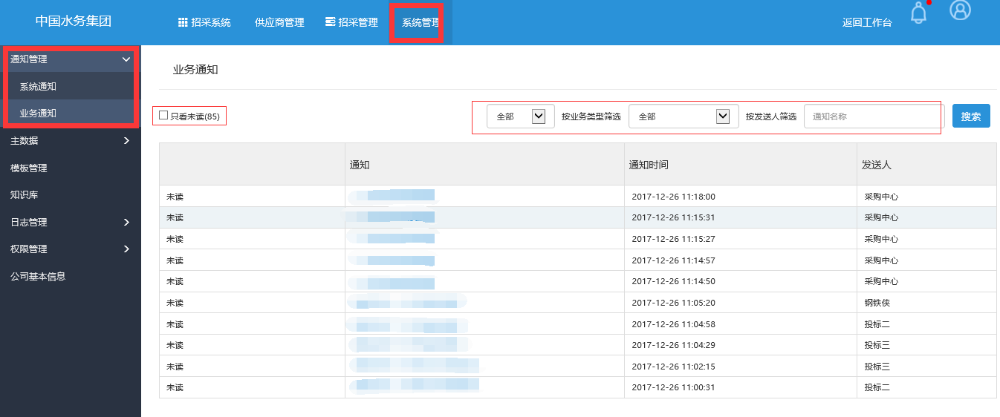 中国水务集团
招采系统 供应商管理 招采管理 系统管理 返回工作台
通知管理
系统通知
业务通知
主数据
模板管理
知识库
日志管理
权限管理
公司基本信息
业务通知
只看未读(85) 全部 按业务类型筛选 全部 按发送人筛选 通知名称 搜索
通知 通知时间 发送人
未读 2017-12-26 11:18:00 采购中心
未读 2017-12-26 11:15:31 采购中心
未读 2017-12-26 11:15:27 采购中心
未读 2017-12-26 11:14:57 采购中心
未读 2017-12-26 11:14:50 采购中心
未读 2017-12-26 11:05:20 钢铁侠
未读 2017-12-26 11:04:58 投标二
未读 2017-12-26 11:04:29 投标三
未读 2017-12-26 11:02:15 投标三
未读 2017-12-26 11:00:31 投标二